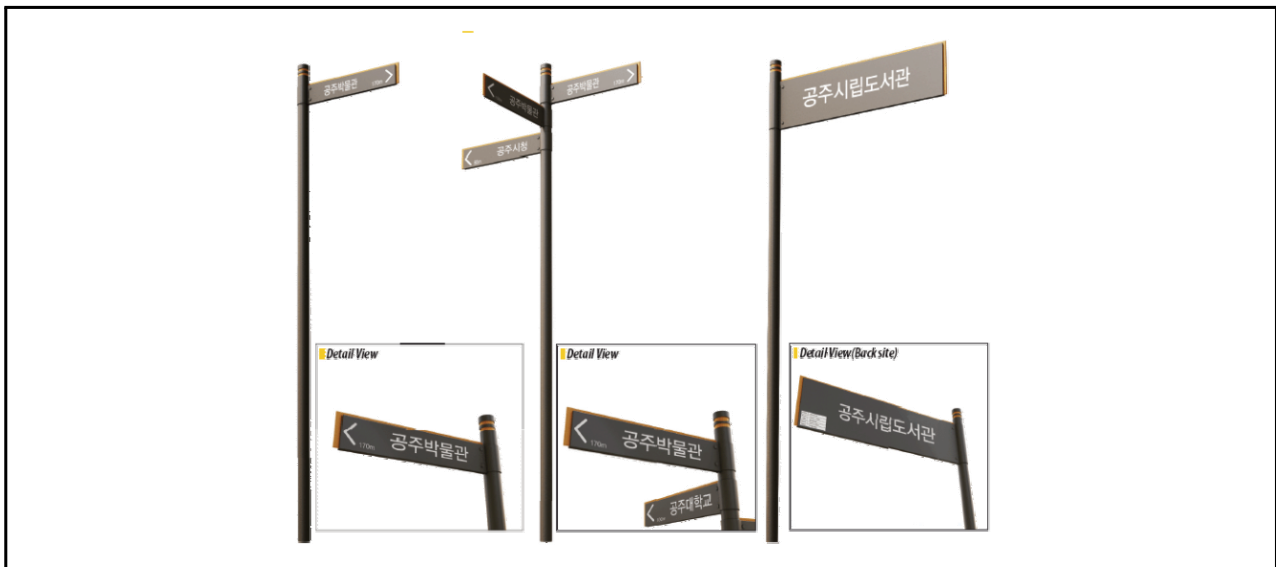 공주박물관
공주박물관
공주박물관
공주시청
공주시립도서관
Detail View
170m
공주박물관
Detail View
170m
공주박물관
공주대학교
Detail View(Back site)
공주시립도서관